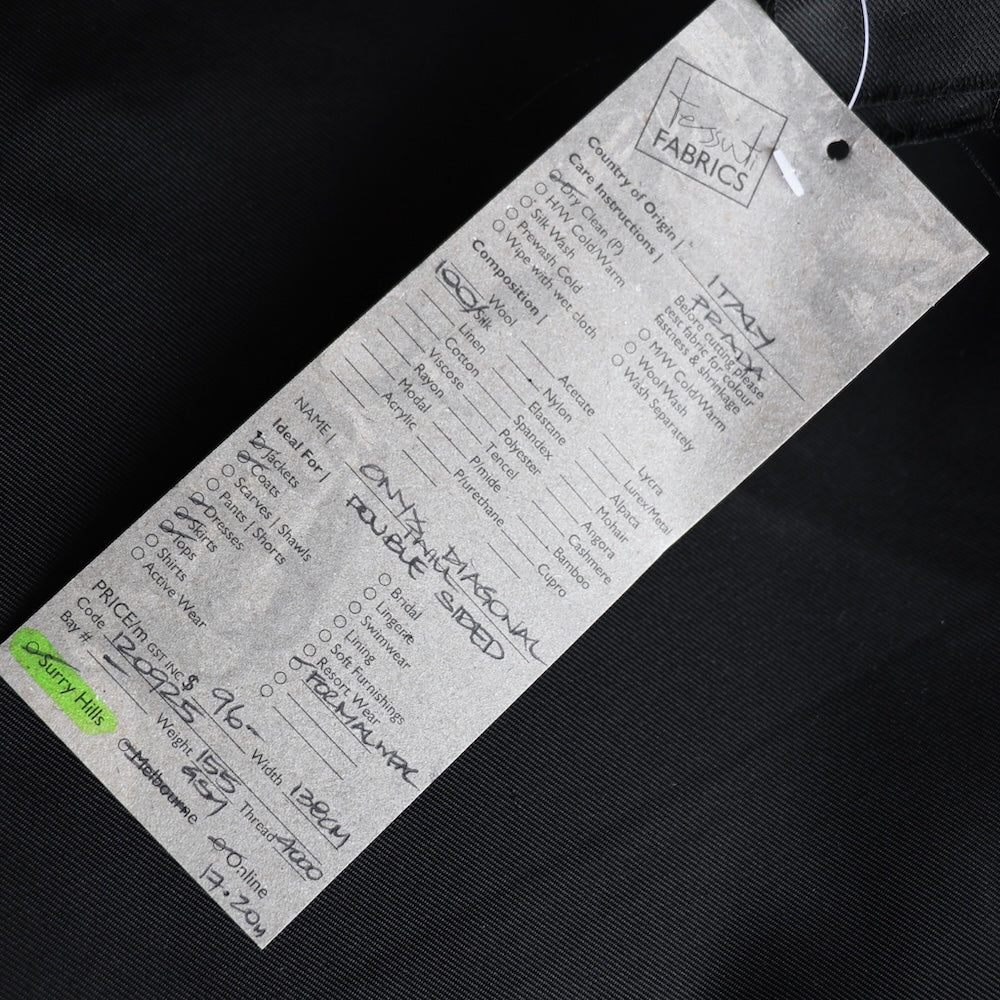 Tessuti
FABRICS
Country of Origin | ITALY
PRADA
Care Instructions |
Before cutting please
test fabric for colour
fastness & shrinkage
Dry Clean (P)
H/W Cold/Warm
Silk Wash
Prewash Cold
Wipe with wet cloth
M/W Cold/Warm
Wool Wash
Wash Separately
Composition |
Wool
100/Silk
Linen
Cotton
Viscose
Rayon
Modal
Acrylic
Acetate
Nylon
Elastane
Spandex
Polyester
Tencel
P/mide
P/urethane
Lycra
Lurex/Metal
Alpaca
Mohair
Angora
Cashmere
Bamboo
Cupro
NAME | ONYX DIAGONAL
TWILL
DOUBLE SIDED
Ideal For |
Jackets
Coats
Scarves | Shawls
Pants | Shorts
Dresses
Skirts
Tops
Shirts
Active Wear
Bridal
Lingerie
Swimwear
Lining
Soft Furnishings
Resort Wear
FORMALWEAR
PRICE/m GST INC $ 96-
Width 138CM
Code 120925
Weight 155
GSM
Thread 4000
Bay #
Surry Hills
Melbourne
Online
17.20m